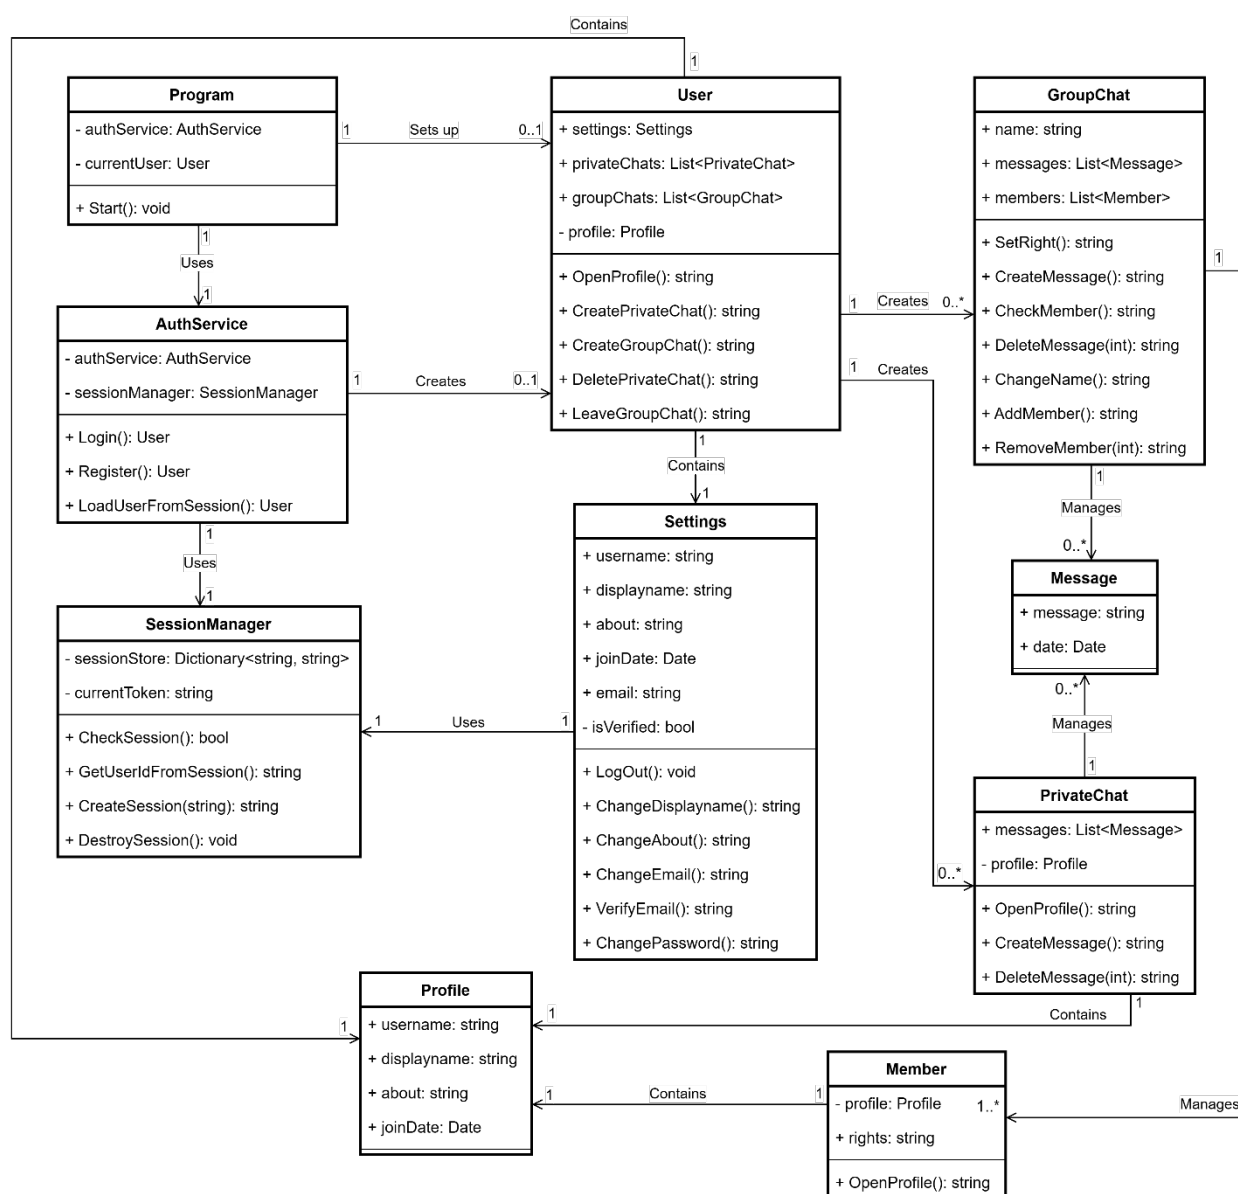 Contains
1
Program
- authService: AuthService
- currentUser: User
+ Start(): void
1
Sets up
0..1
User
+ settings: Settings
+ privateChats: List<PrivateChat>
+ groupChats: List<GroupChat>
- profile: Profile
+ OpenProfile(): string
+ CreatePrivateChat(): string
+ CreateGroupChat(): string
+ DeletePrivateChat(): string
+ LeaveGroupChat(): string
GroupChat
+ name: string
+ messages: List<Message>
+ members: List<Member>
+ SetRight(): string
+ CreateMessage(): string
+ CheckMember(): string
+ DeleteMessage(int): string
+ ChangeName(): string
+ AddMember(): string
+ RemoveMember(int): string
1
1
Uses
1
1
Creates
0..*
AuthService
- authService: AuthService
- sessionManager: SessionManager
+ Login(): User
+ Register(): User
+ LoadUserFromSession(): User
1
Creates
0..1
1
Creates
1
Contains
1
1
Manages
0..*
1
Uses
1
Settings
+ username: string
+ displayname: string
+ about: string
+ joinDate: Date
+ email: string
- isVerified: bool
+ LogOut(): void
+ ChangeDisplayname(): string
+ ChangeAbout(): string
+ ChangeEmail(): string
+ VerifyEmail(): string
+ ChangePassword(): string
Message
+ message: string
+ date: Date
0..*
Manages
1
SessionManager
- sessionStore: Dictionary<string, string>
- currentToken: string
+ CheckSession(): bool
+ GetUserIdFromSession(): string
+ CreateSession(string): string
+ DestroySession(): void
1
Uses
1
0..*
PrivateChat
+ messages: List<Message>
- profile: Profile
+ OpenProfile(): string
+ CreateMessage(): string
+ DeleteMessage(int): string
1
Contains
1
1
Profile
+ username: string
+ displayname: string
+ about: string
+ joinDate: Date
1
Contains
1
Member
- profile: Profile
+ rights: string
+ OpenProfile(): string
1..*
Manages